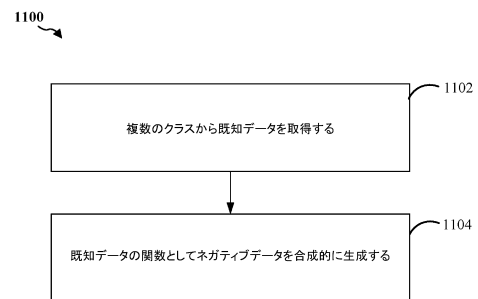 1100
1102
複数のクラスから既知データを取得する
1104
既知データの関数としてネガティブデータを合成的に生成する